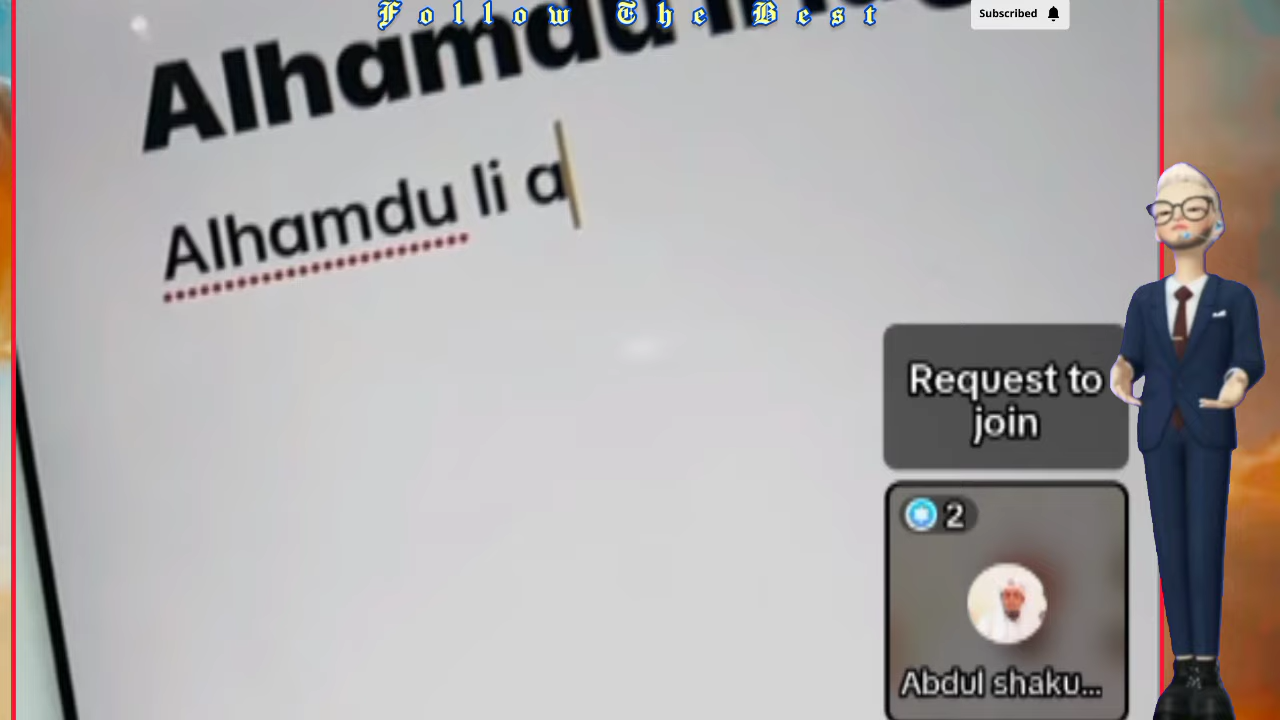 Follow The Best
Subscribed
Alhamdu
Alhamdu li a
Request to
join
2
Abdul shaku...